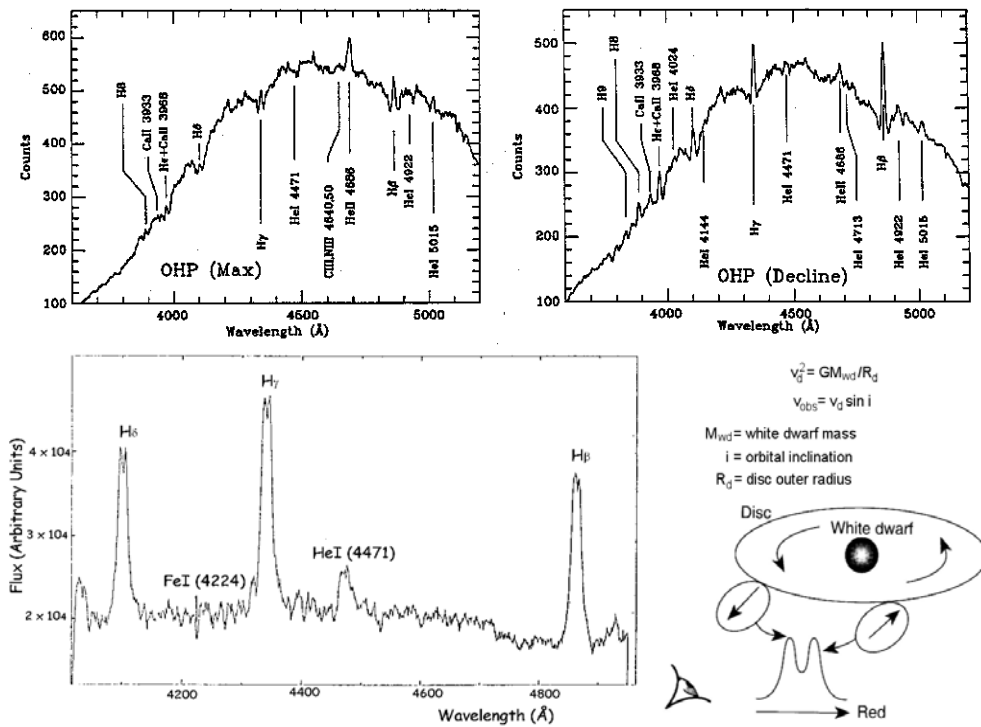 600
500
400
300
200
100
Counts
H8
CaII 3933
Hε+CaII 3968
Hδ
Hγ
HeI 4471
CIII,NIII 4640,50
HeII 4686
Hβ
HeI 4922
HeI 5015
OHP (Max)
4000 4500 5000
Wavelength (Å)
500
400
300
200
100
Counts
H9
H8
CaII 3933
Hε+CaII 3968
HeI 4024
Hδ
HeI 4144
Hγ
HeI 4471
HeII 4686
HeI 4713
Hβ
HeI 4922
HeI 5015
OHP (Decline)
4000 4500 5000
Wavelength (Å)
Flux (Arbitrary Units)
4 × 10⁴
3 × 10⁴
2 × 10⁴
Hδ
FeI (4224)
Hγ
HeI (4471)
Hβ
4200 4400 4600 4800
Wavelength (Å)
v_d² = GM_wd/R_d
v_obs = v_d sin i
M_wd = white dwarf mass
i = orbital inclination
R_d = disc outer radius
Disc
White dwarf
Red